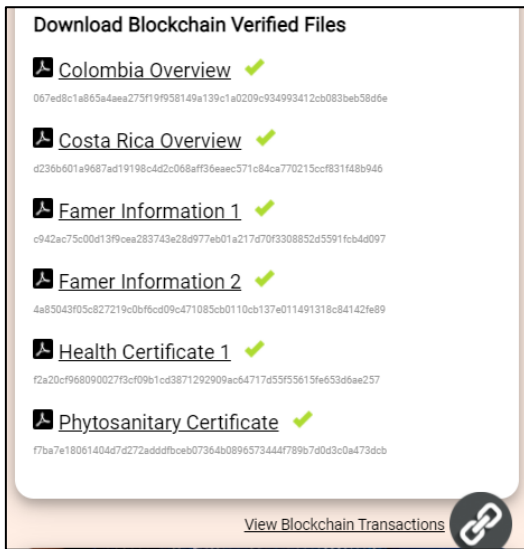 Download Blockchain Verified Files
Colombia Overview
067ed8c1a865a4aea275f19f958149a139c1a0209c934993412cb083beb58d6e
Costa Rica Overview
d236b601a9687ad19198c4d2c068aff36eaec571c84ca770215ccf831f48b946
Famer Information 1
c942ac75c00d13f9cea283743e28d977eb01a217d70f3308852d5591fcb4d097
Famer Information 2
4a85043f05c827219c0bf6cd09c471085cb0110cb137e011491318c84142fe89
Health Certificate 1
f2a20cf968090027f3cf09b1cd3871292909ac64717d55f55615fe653d6ae257
Phytosanitary Certificate
f7ba7e18061404d7d272adddfbceb07364b0896573444f789b7d0d3c0a473dcb
View Blockchain Transactions